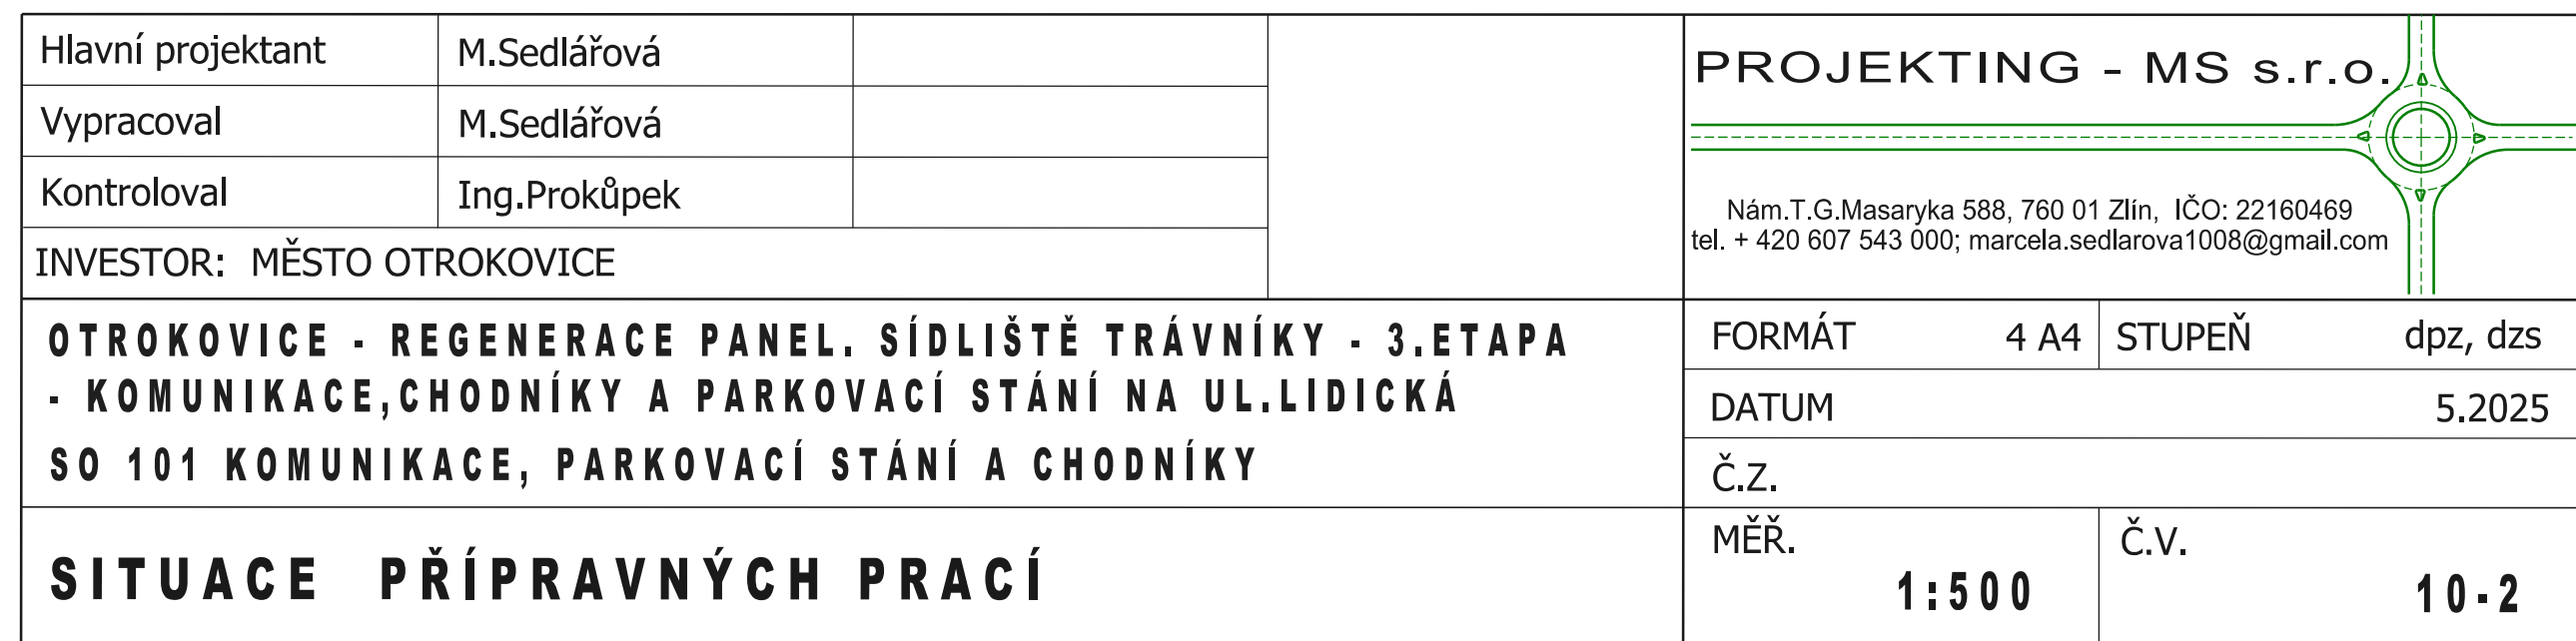 Hlavní projektant M.Sedlářová
Vypracoval M.Sedlářová
Kontroloval Ing.Prokůpek
INVESTOR: MĚSTO OTROKOVICE
PROJEKTING - MS s.r.o.
Nám.T.G.Masaryka 588, 760 01 Zlín, IČO: 22160469
tel. + 420 607 543 000; marcela.sedlarova1008@gmail.com
OTROKOVICE - REGENERACE PANEL. SÍDLIŠTĚ TRÁVNÍKY - 3.ETAPA
- KOMUNIKACE,CHODNÍKY A PARKOVACÍ STÁNÍ NA UL.LIDICKÁ
SO 101 KOMUNIKACE, PARKOVACÍ STÁNÍ A CHODNÍKY
FORMÁT 4 A4 STUPEŇ dpz, dzs
DATUM 5.2025
Č.Z.
SITUACE PŘÍPRAVNÝCH PRACÍ
MĚŘ. Č.V.
1:500 10-2